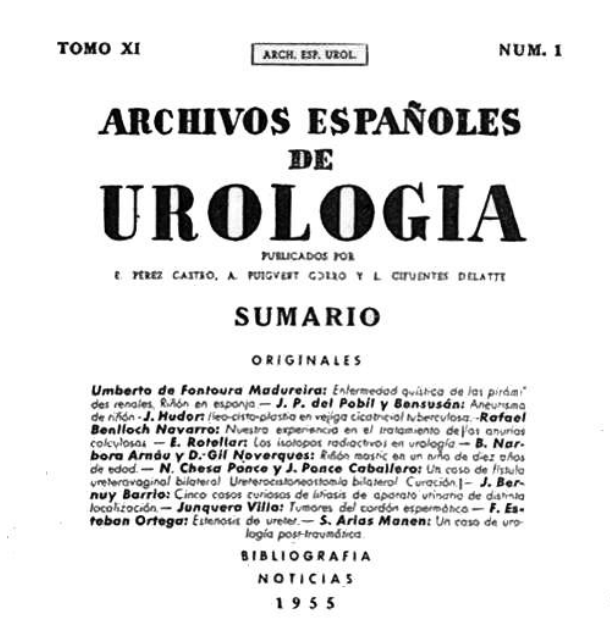 TOMO XI
ARCH. ESP. UROL.
NUM. 1
ARCHIVOS ESPAÑOLES
DE
UROLOGIA
PUBLICADOS POR
E. PEREZ CASTRO, A. PUIGVERT GORRO Y L. CIFUENTES DELATTE
SUMARIO
ORIGINALES
Umberto de Fontoura Madureira: Enfermedad quística de las pirámi-
des renales. Riñón en esponja.— J. P. del Pobil y Bensusán: Aneurisma
de riñón.-J. Hudor: Ileo-cisto-plastia en vejiga cicatricial tuberculosa.-Rafael
Benlloch Navarro: Nuestra experiencia en el tratamiento de las anurias
calculosas. — E. Rotellar: Los isótopos radiactivos en urología — B. Nar-
bora Arnáu y D. Gil Noverques: Riñón mastic en un niño de diez años
de edad. — N. Chesa Ponce y J. Ponce Caballero: Un caso de fístula
ureterovaginal bilateral Ureterocistoneostomía bilateral Curación — J. Ber-
nuy Barrio: Cinco casos curiosos de litiasis de aparato urinario de distinta
localización.— Junquera Villa: Tumores del cordón espermático — F. Es-
teban Ortega: Estenosis de ureter.— S. Arias Manen: Un caso de uro-
logía post-traumática.
BIBLIOGRAFIA
NOTICIAS
1955